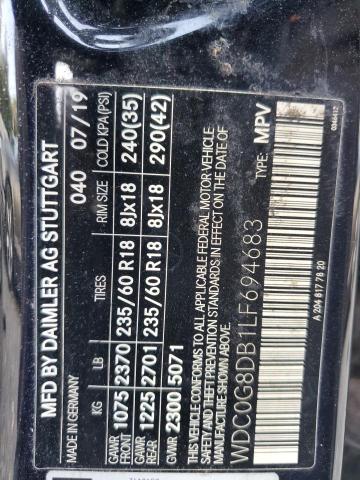 MFD BY DAIMLER AG STUTTGART
MADE IN GERMANY 040 07/19
KG LB TIRES RIM SIZE COLD KPA(PSI)
GAWR FRONT 1075 2370 235/60 R18 8Jx18 240(35)
GAWR REAR 1225 2701 235/60 R18 8Jx18 290(42)
GVWR 2300 5071
THIS VEHICLE CONFORMS TO ALL APPLICABLE FEDERAL MOTOR VEHICLE
SAFETY AND THEFT PREVENTION STANDARDS IN EFFECT ON THE DATE OF
MANUFACTURE SHOWN ABOVE.
WDC0G8DB1LF694683 TYPE: MPV
A 204 817 78 20